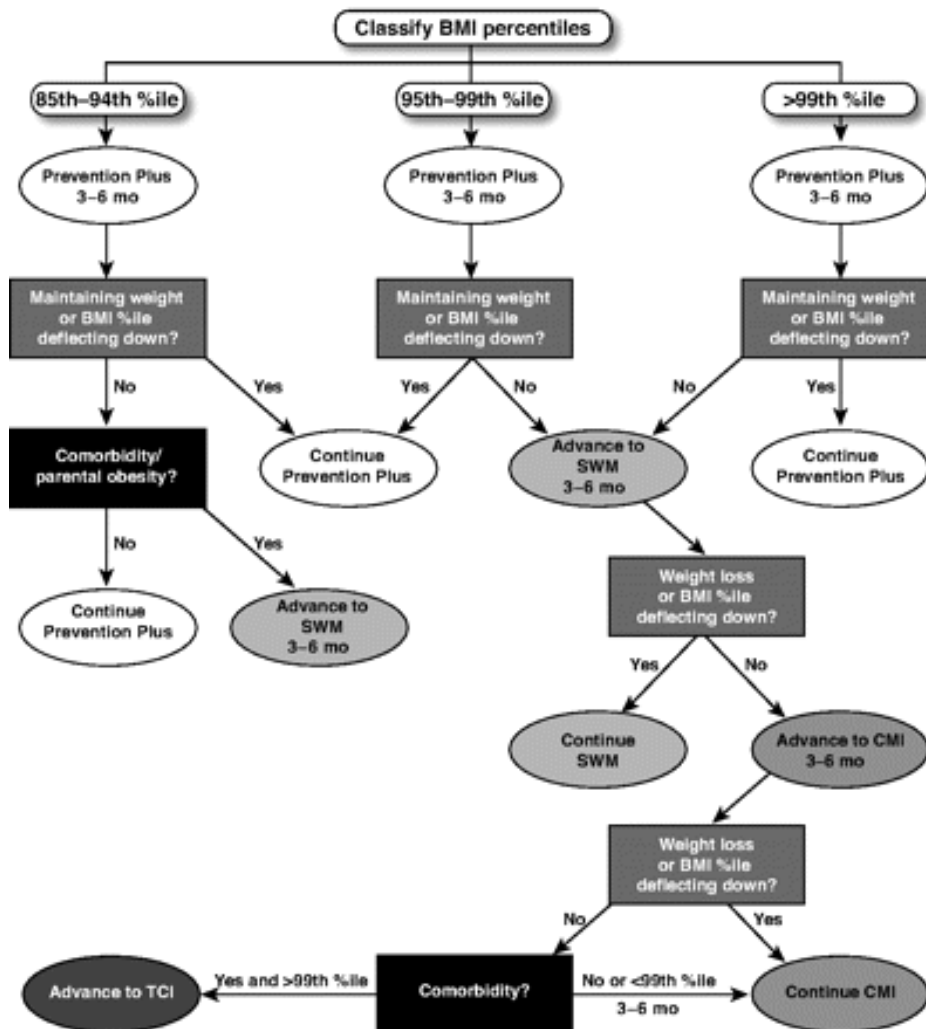 Classify BMI percentiles
85th–94th %ile
95th–99th %ile
>99th %ile
Prevention Plus
3–6 mo
Prevention Plus
3–6 mo
Prevention Plus
3–6 mo
Maintaining weight
or BMI %ile
deflecting down?
Maintaining weight
or BMI %ile
deflecting down?
Maintaining weight
or BMI %ile
deflecting down?
No
Yes
Yes
No
No
Yes
Comorbidity/
parental obesity?
Continue
Prevention Plus
Advance to
SWM
3–6 mo
Continue
Prevention Plus
No
Yes
Continue
Prevention Plus
Advance to
SWM
3–6 mo
Weight loss
or BMI %ile
deflecting down?
Yes
No
Continue
SWM
Advance to CMI
3–6 mo
Weight loss
or BMI %ile
deflecting down?
No
Yes
Advance to TCI
Yes and >99th %ile
Comorbidity?
No or <99th %ile
3–6 mo
Continue CMI